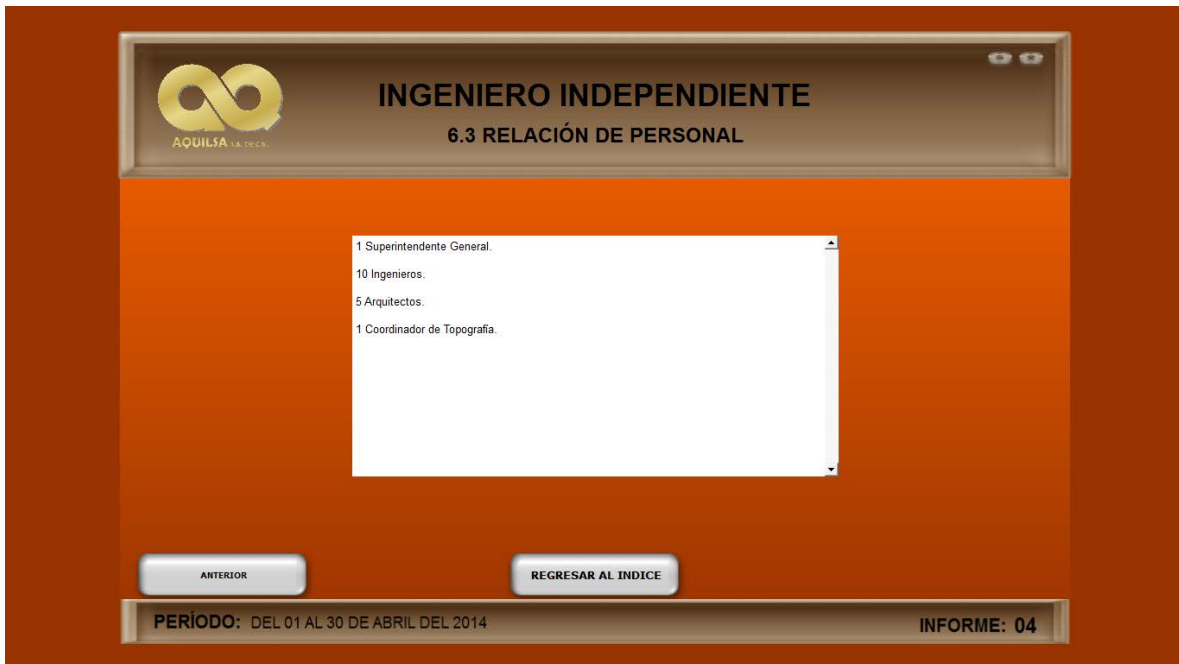 INGENIERO INDEPENDIENTE
6.3 RELACIÓN DE PERSONAL
AQUILSA S.A. DE C.V.
1 Superintendente General.
10 Ingenieros.
5 Arquitectos.
1 Coordinador de Topografía.
ANTERIOR
REGRESAR AL INDICE
PERÍODO: DEL 01 AL 30 DE ABRIL DEL 2014
INFORME: 04